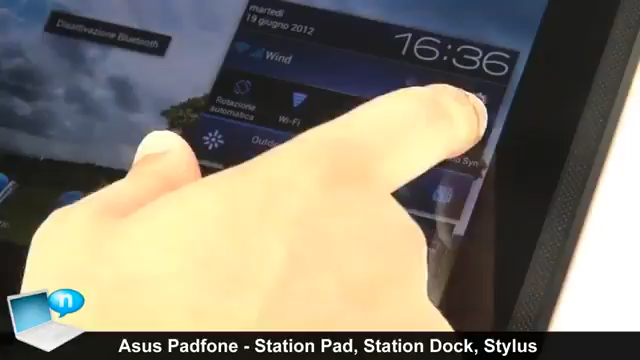 martedì
19 giugno 2012
16:36
Disattivazione Bluetooth
Wind
Rotazione
automatica
Wi-Fi
n
Asus Padfone - Station Pad, Station Dock, Stylus